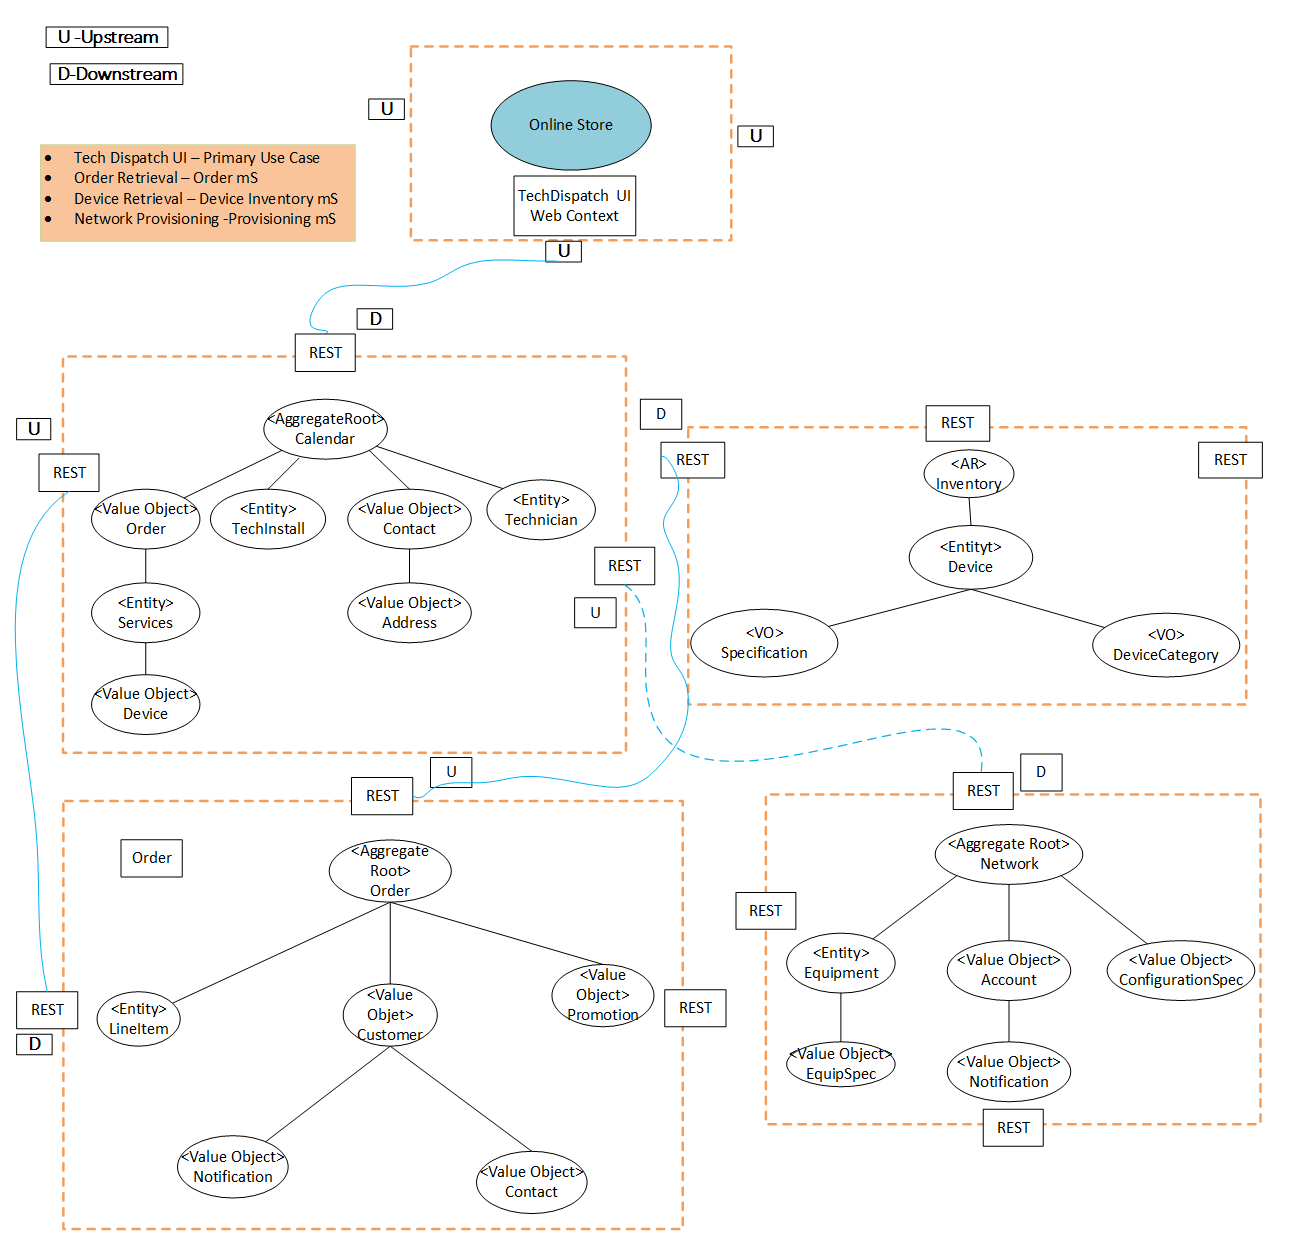 U -Upstream
D-Downstream
U
Online Store
U
TechDispatch UI
Web Context
U
• Tech Dispatch UI – Primary Use Case
• Order Retrieval – Order mS
• Device Retrieval – Device Inventory mS
• Network Provisioning -Provisioning mS
D
REST
U
REST
<AggregateRoot>
Calendar
<Value Object>
Order
<Entity>
TechInstall
<Value Object>
Contact
<Entity>
Technician
<Entity>
Services
<Value Object>
Address
<Value Object>
Device
REST
U
D
REST
REST
REST
<AR>
Inventory
<Entityt>
Device
<VO>
Specification
<VO>
DeviceCategory
U
REST
Order
<Aggregate
Root>
Order
<Entity>
LineItem
<Value
Objet>
Customer
<Value
Object>
Promotion
REST
D
REST
<Value Object>
Notification
<Value Object>
Contact
D
REST
REST
<Aggregate Root>
Network
<Entity>
Equipment
<Value Object>
Account
<Value Object>
ConfigurationSpec
<Value Object>
EquipSpec
<Value Object>
Notification
REST